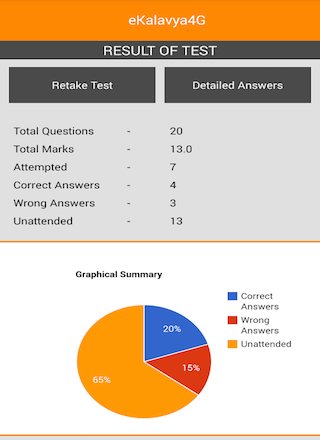 eKalavya4G
RESULT OF TEST
Retake Test Detailed Answers
Total Questions - 20
Total Marks - 13.0
Attempted - 7
Correct Answers - 4
Wrong Answers - 3
Unattended - 13
Graphical Summary
Correct
Answers
Wrong
Answers
Unattended
20%
15%
65%